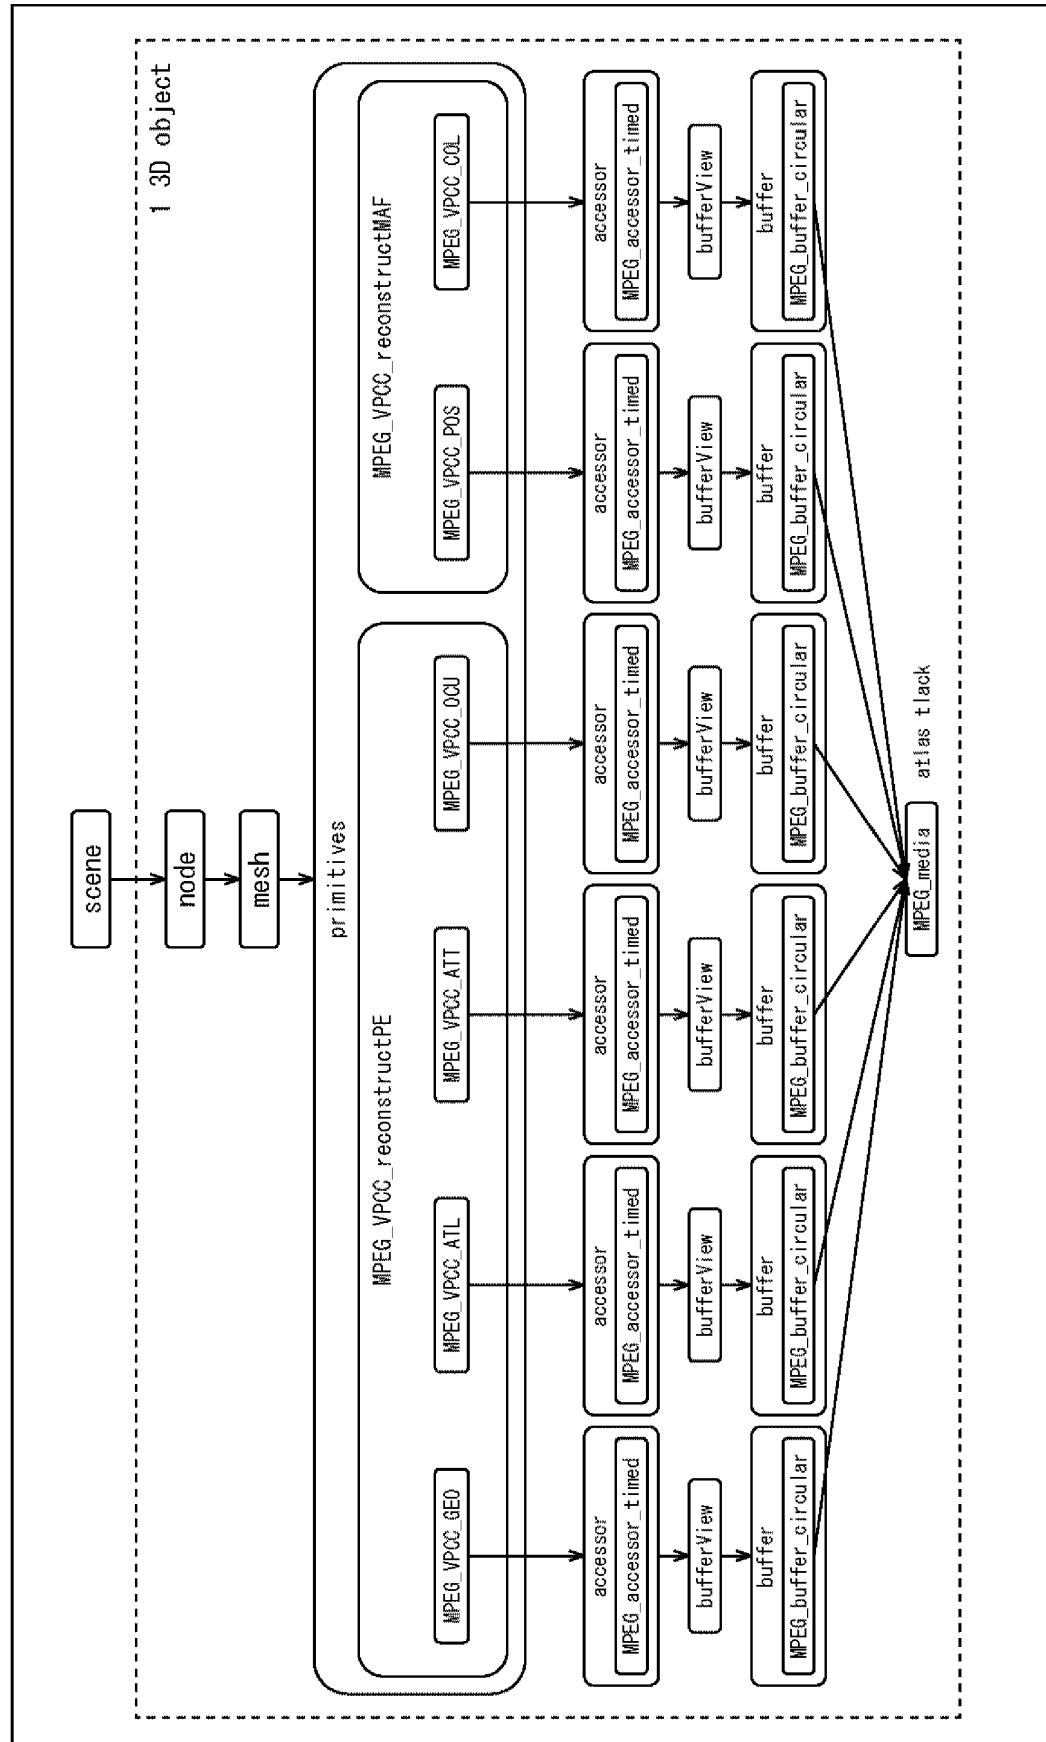 scene
1 3D object
node
mesh
primitives
MPEG_VPCC_reconstructPE
MPEG_VPCC_reconstructMAF
MPEG_VPCC_GEO
MPEG_VPCC_ATL
MPEG_VPCC_ATT
MPEG_VPCC_OCU
MPEG_VPCC_POS
MPEG_VPCC_COL
accessor
accessor
accessor
accessor
accessor
accessor
MPEG_accessor_timed
MPEG_accessor_timed
MPEG_accessor_timed
MPEG_accessor_timed
MPEG_accessor_timed
MPEG_accessor_timed
bufferView
bufferView
bufferView
bufferView
bufferView
bufferView
buffer
buffer
buffer
buffer
buffer
buffer
MPEG_buffer_circular
MPEG_buffer_circular
MPEG_buffer_circular
MPEG_buffer_circular
MPEG_buffer_circular
MPEG_buffer_circular
MPEG_media
atlas tlack